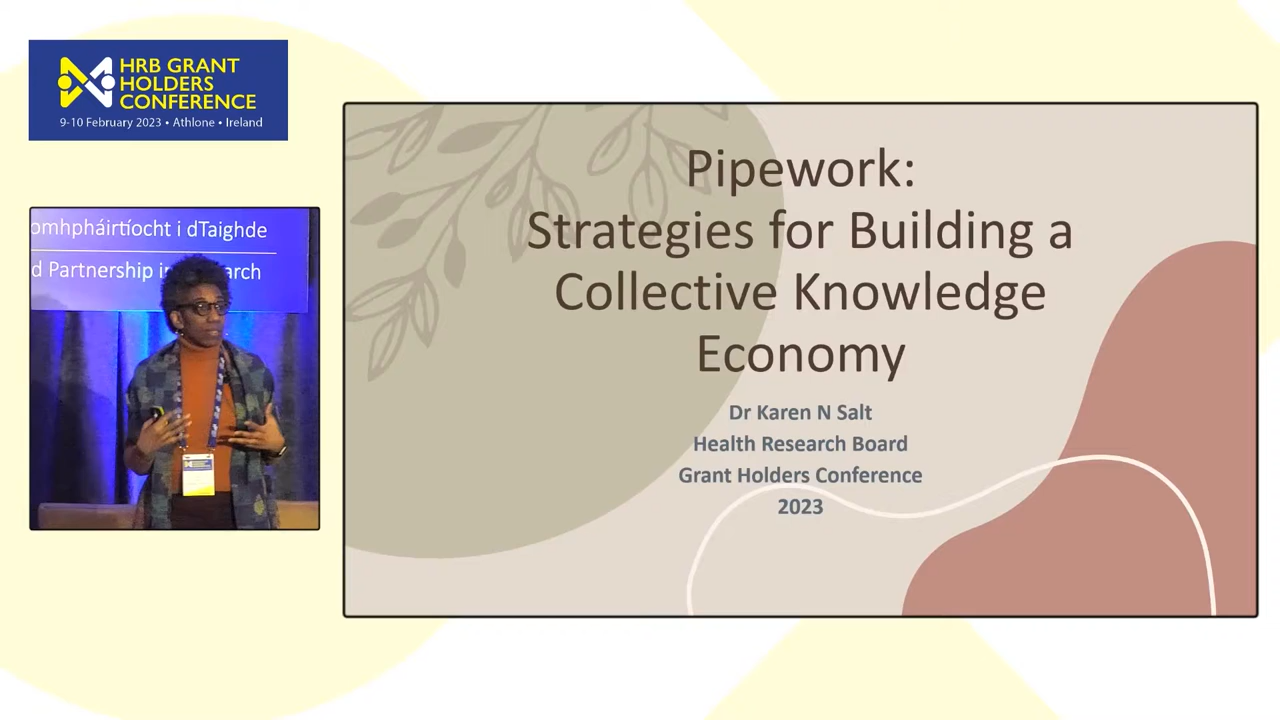 HRB GRANT
HOLDERS
CONFERENCE
9-10 February 2023 • Athlone • Ireland
omhpháirtíocht i dTaighde
d Partnership in
arch
Pipework:
Strategies for Building a
Collective Knowledge
Economy
Dr Karen N Salt
Health Research Board
Grant Holders Conference
2023